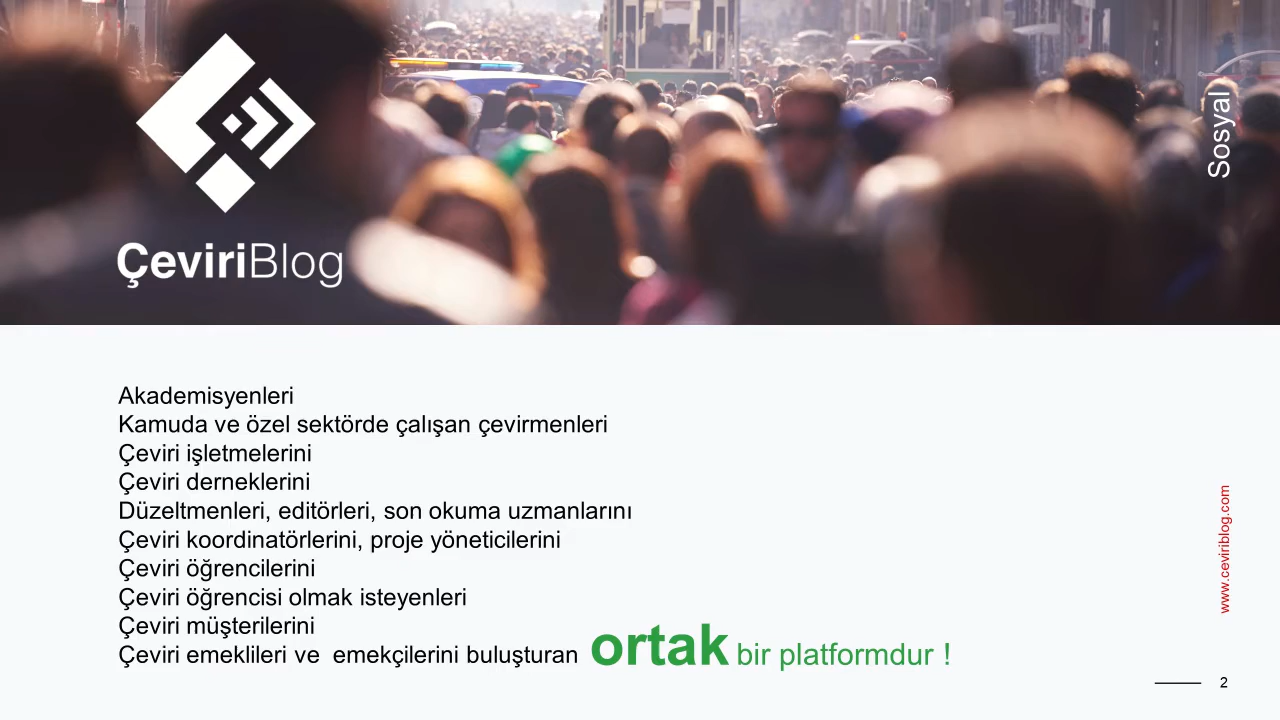 ÇeviriBlog
Sosyal
Akademisyenleri
Kamuda ve özel sektörde çalışan çevirmenleri
Çeviri işletmelerini
Çeviri derneklerini
Düzeltmenleri, editörleri, son okuma uzmanlarını
Çeviri koordinatörlerini, proje yöneticilerini
Çeviri öğrencilerini
Çeviri öğrencisi olmak isteyenleri
Çeviri müşterilerini
Çeviri emeklileri ve emekçilerini buluşturan ortak bir platformdur !
www.ceviriblog.com
2